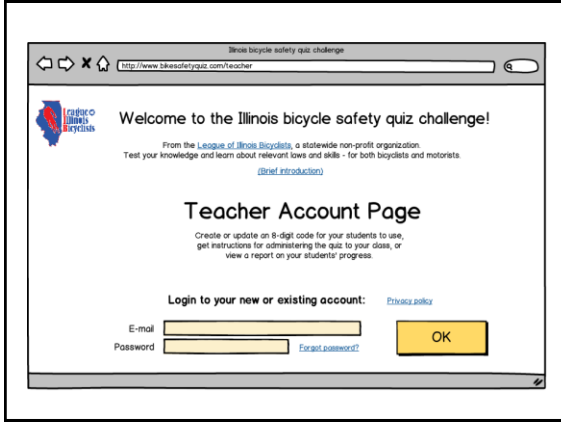 Illinois bicycle safety quiz challenge
http://www.bikesafetyquiz.com/teacher
League of
Illinois
Bicyclists
Welcome to the Illinois bicycle safety quiz challenge!
From the League of Illinois Bicyclists, a statewide non-profit organization.
Test your knowledge and learn about relevant laws and skills - for both bicyclists and motorists.
(Brief introduction)
Teacher Account Page
Create or update an 8-digit code for your students to use,
get instructions for administering the quiz to your class, or
view a report on your students' progress.
Login to your new or existing account: Privacy policy
E-mail
OK
Password Forgot password?